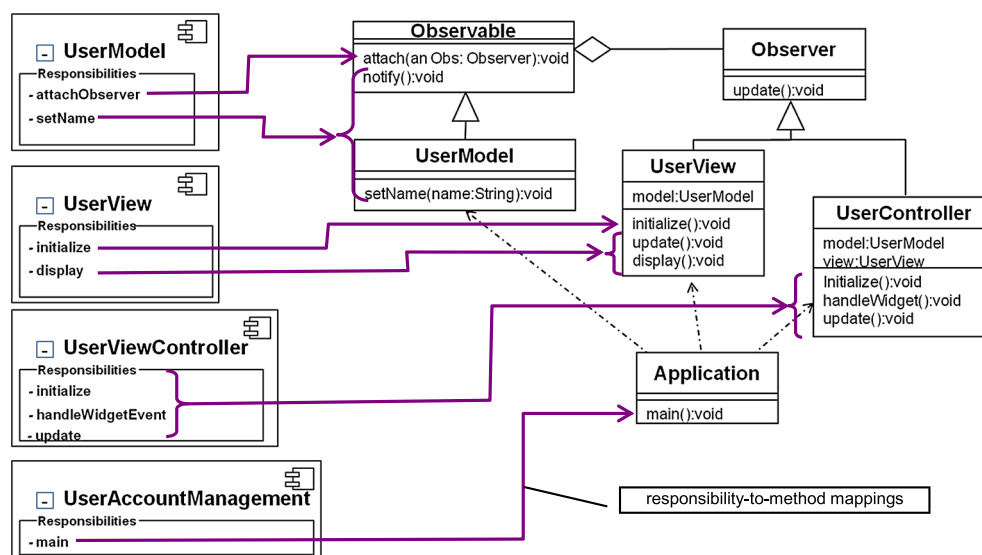 UserModel
Responsibilities
- attachObserver
- setName
UserView
Responsibilities
- initialize
- display
UserViewController
Responsibilities
- initialize
- handleWidgetEvent
- update
UserAccountManagement
Responsibilities
- main
Observable
attach(an Obs: Observer):void
notify():void
Observer
update():void
UserModel
setName(name:String):void
UserView
model:UserModel
initialize():void
update():void
display():void
UserController
model:UserModel
view:UserView
Initialize():void
handleWidget():void
update():void
Application
main():void
responsibility-to-method mappings